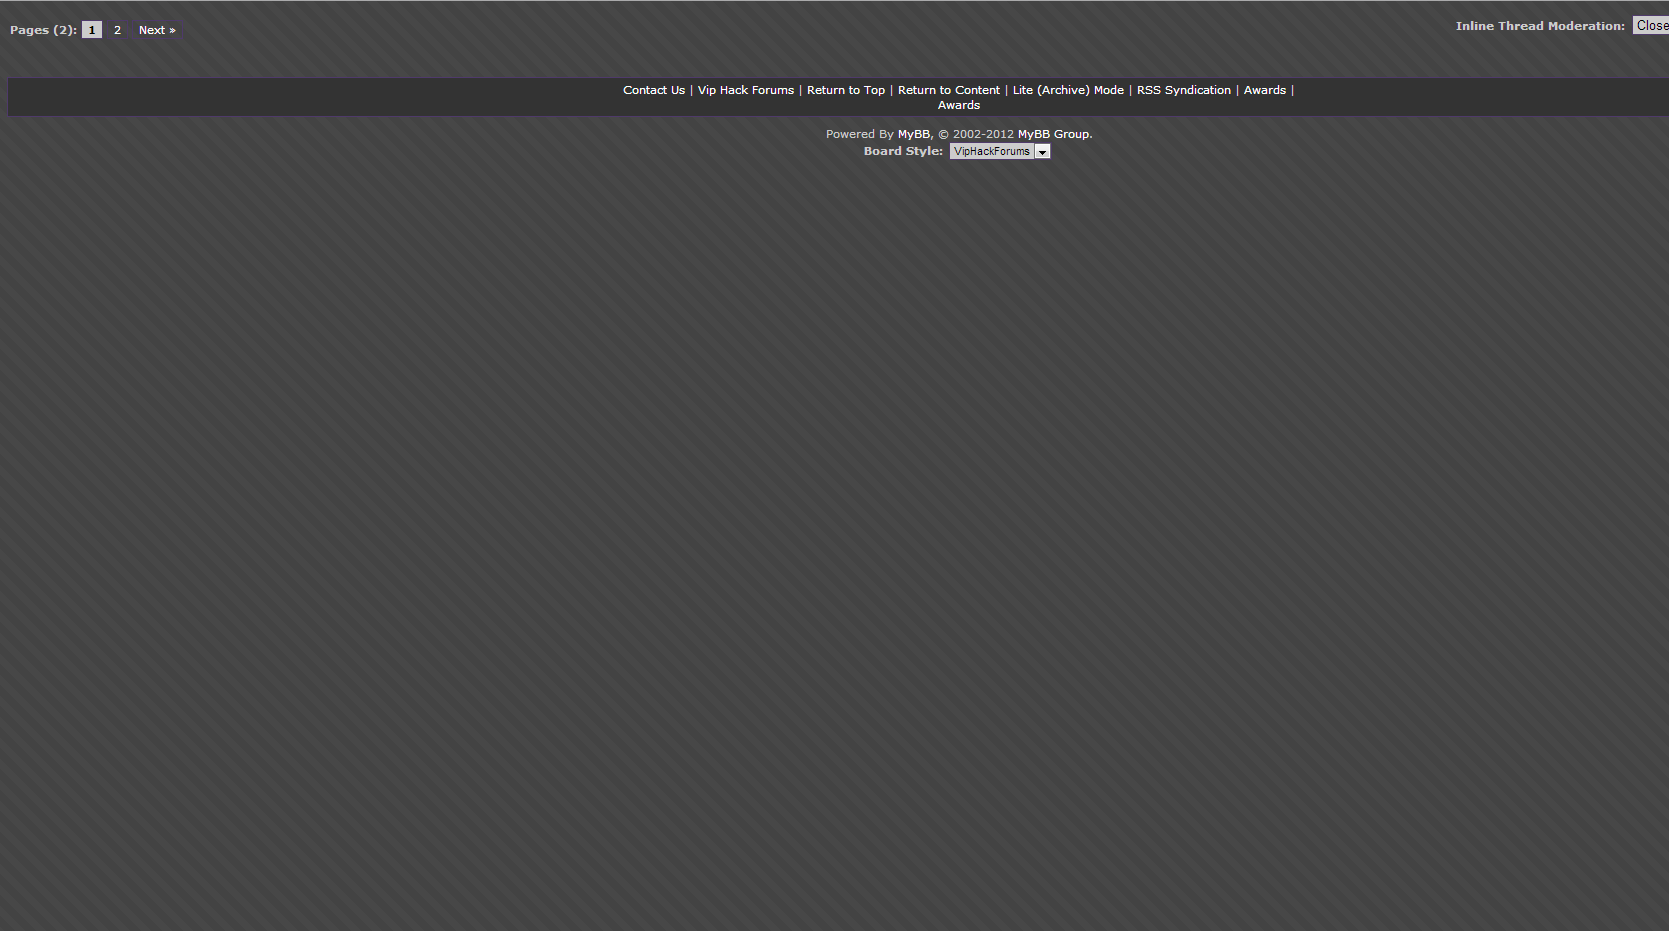 Pages (2): 1 2 Next »
Inline Thread Moderation: Close
Contact Us | Vip Hack Forums | Return to Top | Return to Content | Lite (Archive) Mode | RSS Syndication | Awards |
Awards
Powered By MyBB, © 2002-2012 MyBB Group.
Board Style: VipHackForums